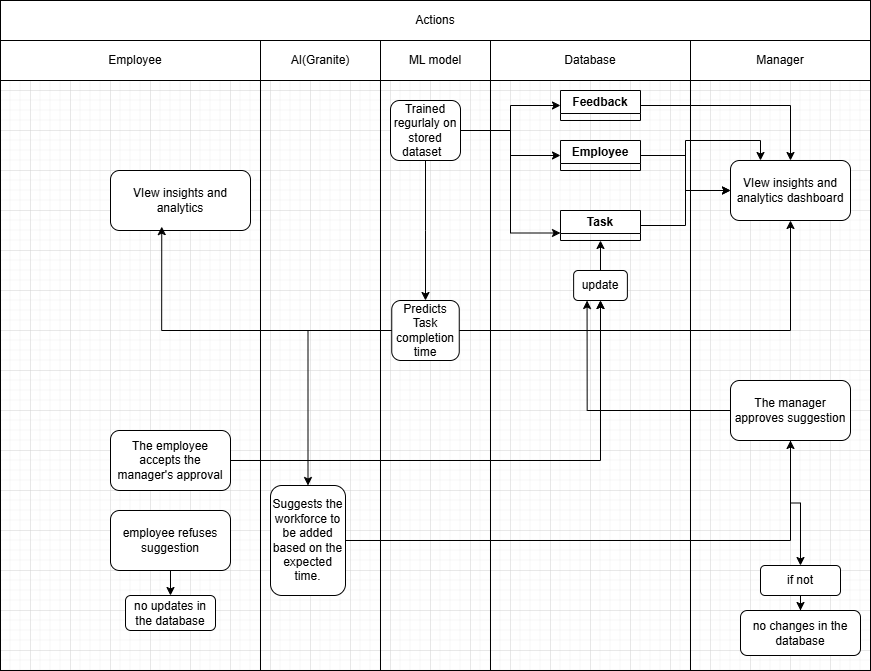 Actions
Employee
AI(Granite)
ML model
Database
Manager
Trained
regurlaly on
stored
dataset
Feedback
Employee
Task
VIew insights and
analytics
VIew insights and
analytics dashboard
update
Predicts
Task
completion
time
The manager
approves suggestion
The employee
accepts the
manager's approval
Suggests the
workforce to
be added
based on the
expected
time.
employee refuses
suggestion
if not
no updates in
the database
no changes in the
database